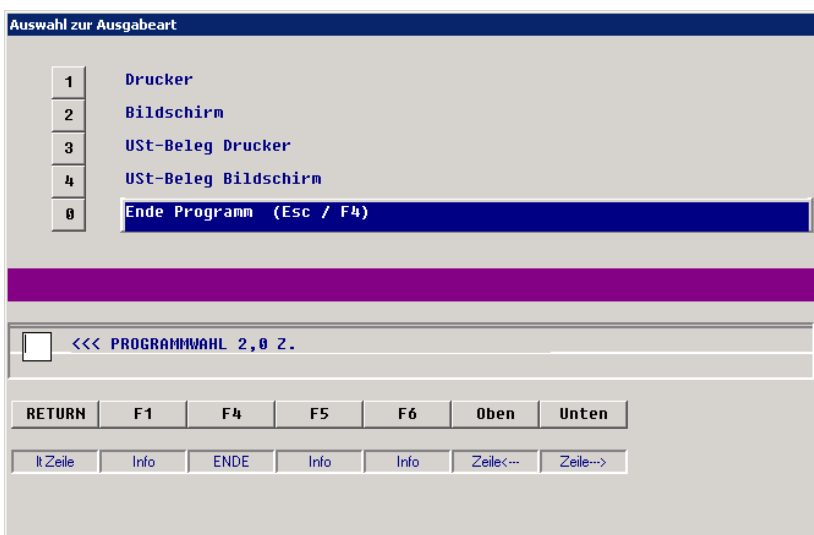 Auswahl zur Ausgabeart
1 Drucker
2 Bildschirm
3 USt-Beleg Drucker
4 USt-Beleg Bildschirm
0 Ende Programm (Esc / F4)
<<< PROGRAMMWAHL 2,0 Z.
RETURN F1 F4 F5 F6 Oben Unten
lt Zeile Info ENDE Info Info Zeile<--- Zeile--->